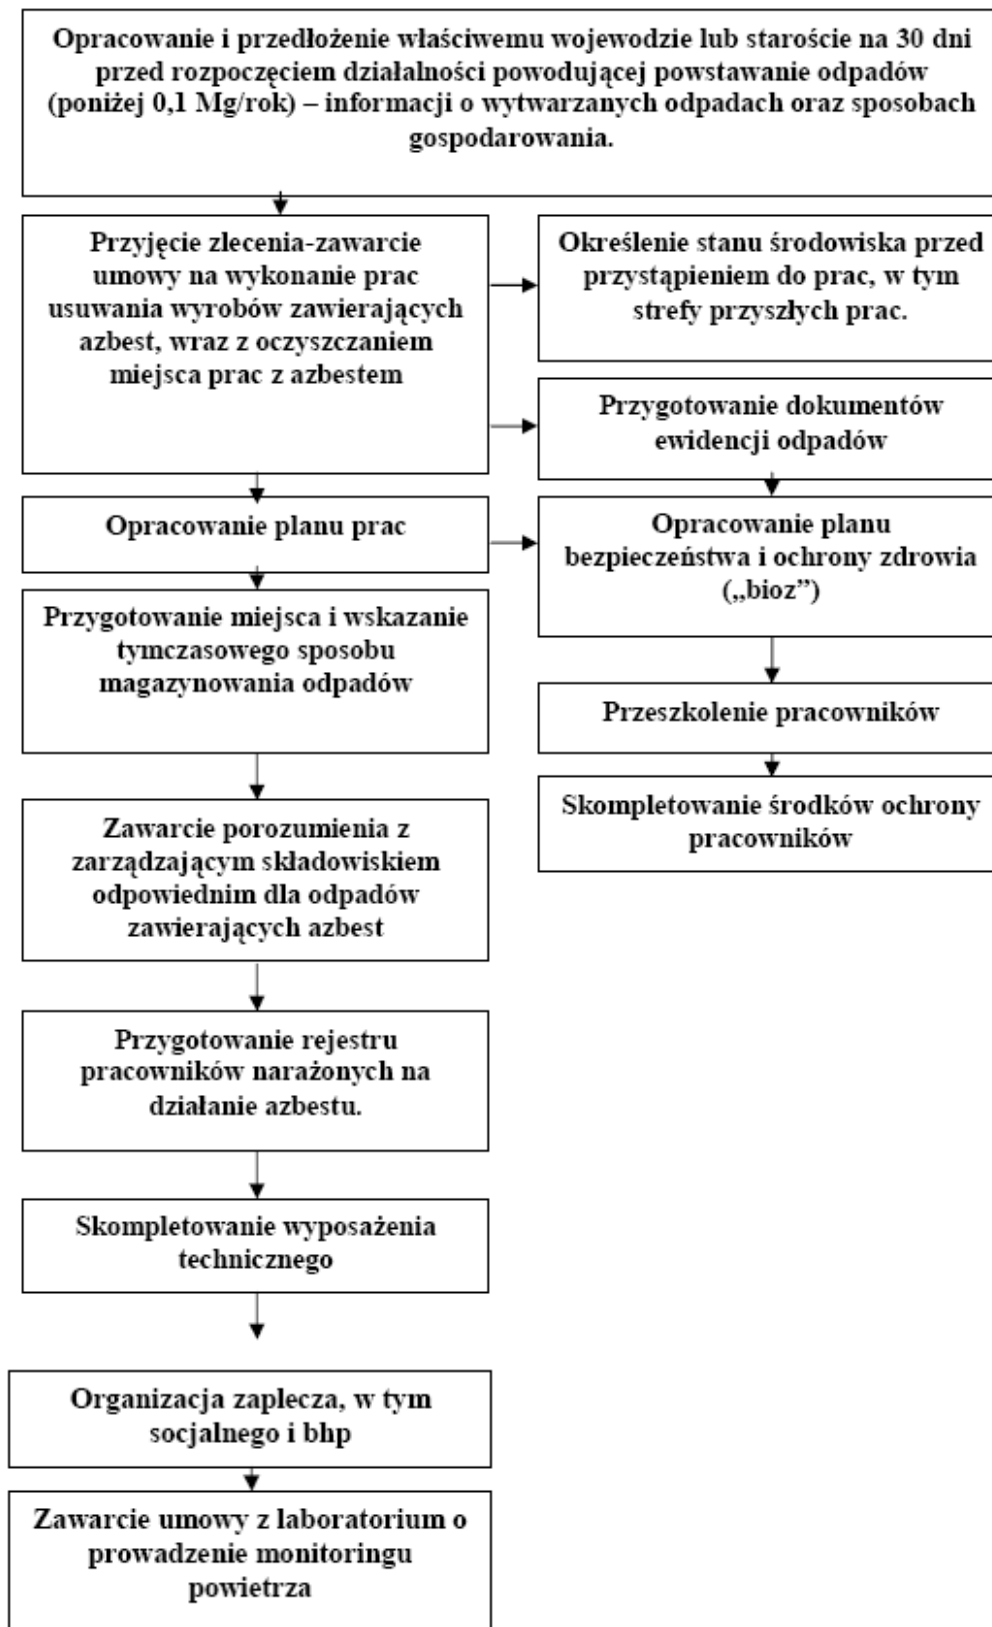 Opracowanie i przedłożenie właściwemu wojewodzie lub staroście na 30 dni
przed rozpoczęciem działalności powodującej powstawanie odpadów
(poniżej 0,1 Mg/rok) – informacji o wytwarzanych odpadach oraz sposobach
gospodarowania.
Przyjęcie zlecenia-zawarcie
umowy na wykonanie prac
usuwania wyrobów zawierających
azbest, wraz z oczyszczaniem
miejsca prac z azbestem
Określenie stanu środowiska przed
przystąpieniem do prac, w tym
strefy przyszłych prac.
Przygotowanie dokumentów
ewidencji odpadów
Opracowanie planu prac
Opracowanie planu
bezpieczeństwa i ochrony zdrowia
(„bioz”)
Przygotowanie miejsca i wskazanie
tymczasowego sposobu
magazynowania odpadów
Przeszkolenie pracowników
Skompletowanie środków ochrony
pracowników
Zawarcie porozumienia z
zarządzającym składowiskiem
odpowiednim dla odpadów
zawierających azbest
Przygotowanie rejestru
pracowników narażonych na
działanie azbestu.
Skompletowanie wyposażenia
technicznego
Organizacja zaplecza, w tym
socjalnego i bhp
Zawarcie umowy z laboratorium o
prowadzenie monitoringu
powietrza